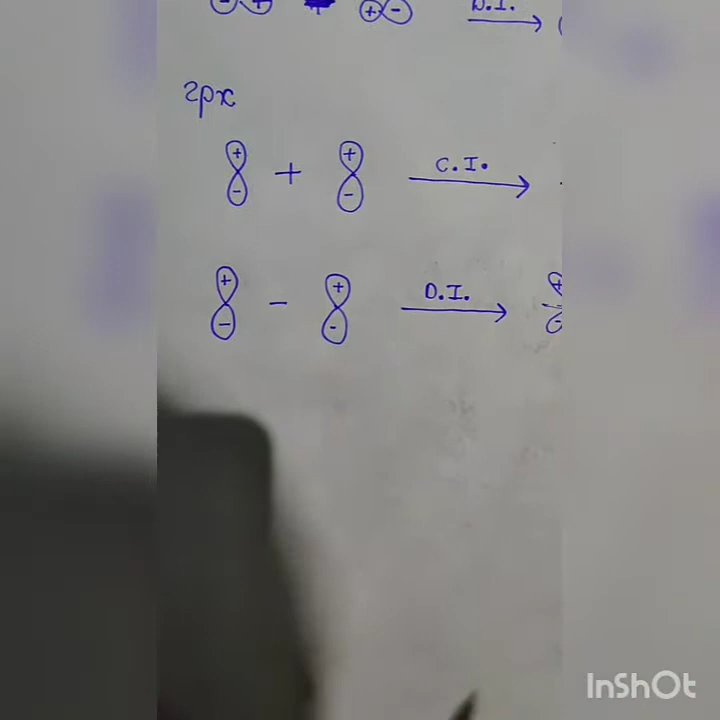 - + + + - D.I.
2px
+ + + C.I.
- -
+ - + D.I. +
- - -
InShOt